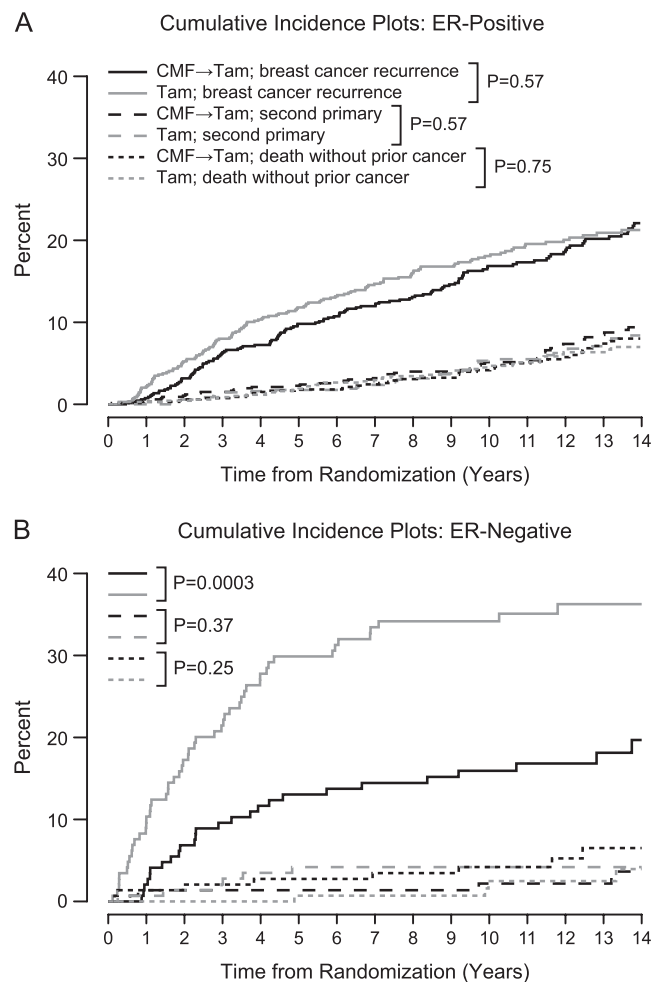 A
Cumulative Incidence Plots: ER-Positive
CMF→Tam; breast cancer recurrence
Tam; breast cancer recurrence
P=0.57
CMF→Tam; second primary
Tam; second primary
P=0.57
CMF→Tam; death without prior cancer
Tam; death without prior cancer
P=0.75
40
30
20
10
0
Percent
0 1 2 3 4 5 6 7 8 9 10 11 12 13 14
Time from Randomization (Years)
B
Cumulative Incidence Plots: ER-Negative
P=0.0003
P=0.37
P=0.25
40
30
20
10
0
Percent
0 1 2 3 4 5 6 7 8 9 10 11 12 13 14
Time from Randomization (Years)